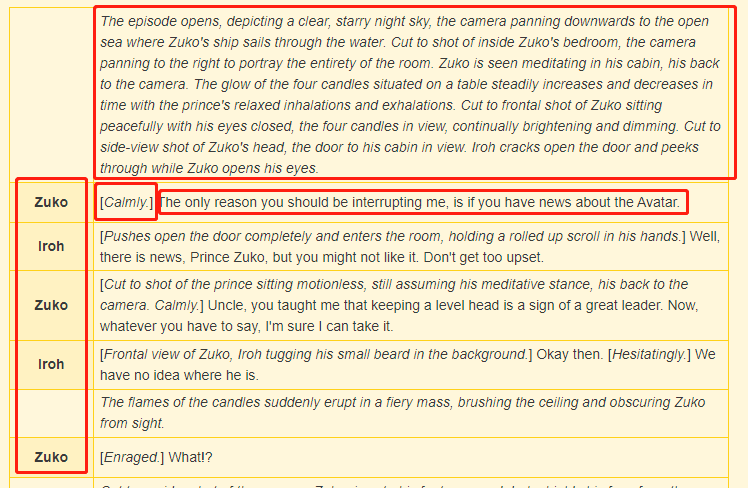 The episode opens, depicting a clear, starry night sky, the camera panning downwards to the open
sea where Zuko's ship sails through the water. Cut to shot of inside Zuko's bedroom, the camera
panning to the right to portray the entirety of the room. Zuko is seen meditating in his cabin, his back
to the camera. The glow of the four candles situated on a table steadily increases and decreases in
time with the prince's relaxed inhalations and exhalations. Cut to frontal shot of Zuko sitting
peacefully with his eyes closed, the four candles in view, continually brightening and dimming. Cut to
side-view shot of Zuko's head, the door to his cabin in view. Iroh cracks open the door and peeks
through while Zuko opens his eyes.
Zuko [Calmly.] The only reason you should be interrupting me, is if you have news about the Avatar.
Iroh [Pushes open the door completely and enters the room, holding a rolled up scroll in his hands.] Well,
there is news, Prince Zuko, but you might not like it. Don't get too upset.
Zuko [Cut to shot of the prince sitting motionless, still assuming his meditative stance, his back to the
camera. Calmly.] Uncle, you taught me that keeping a level head is a sign of a great leader. Now,
whatever you have to say, I'm sure I can take it.
Iroh [Frontal view of Zuko, Iroh tugging his small beard in the background.] Okay then. [Hesitatingly.] We
have no idea where he is.
The flames of the candles suddenly erupt in a fiery mass, brushing the ceiling and obscuring Zuko
from sight.
Zuko [Enraged.] What!?